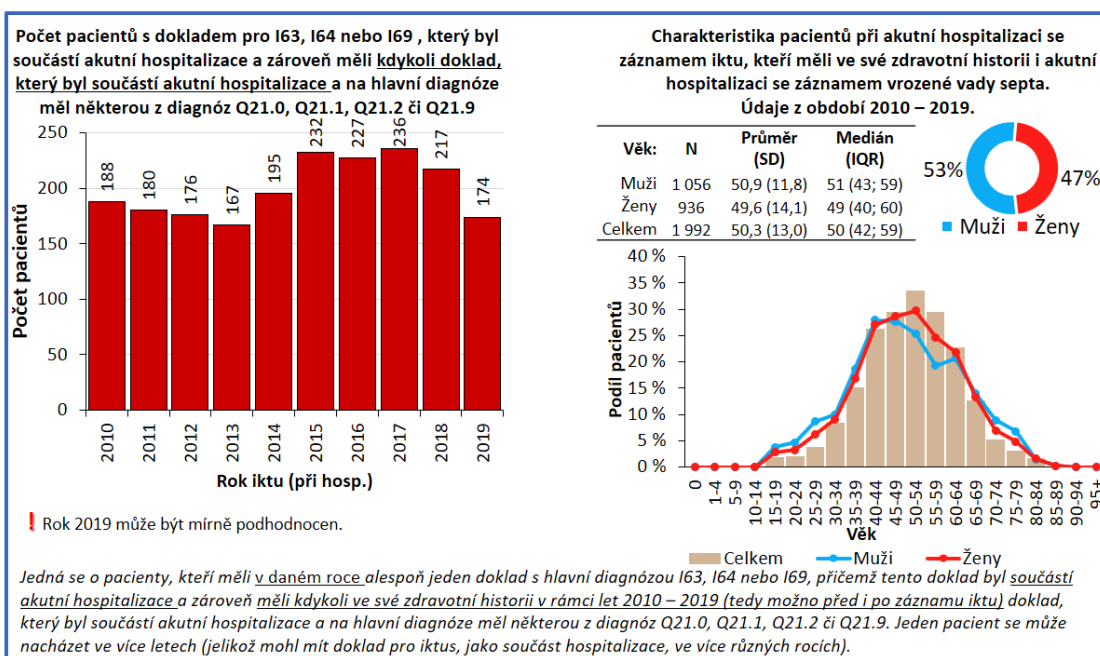 Počet pacientů s dokladem pro I63, I64 nebo I69 , který byl
součástí akutní hospitalizace a zároveň měli kdykoli doklad,
který byl součástí akutní hospitalizace a na hlavní diagnóze
měl některou z diagnóz Q21.0, Q21.1, Q21.2 či Q21.9
Počet pacientů
250
200
150
100
50
0
188
180
176
167
195
232
227
236
217
174
2010
2011
2012
2013
2014
2015
2016
2017
2018
2019
Rok iktu (při hosp.)
! Rok 2019 může být mírně podhodnocen.
Charakteristika pacientů při akutní hospitalizaci se
záznamem iktu, kteří měli ve své zdravotní historii i akutní
hospitalizaci se záznamem vrozené vady septa.
Údaje z období 2010 – 2019.
Věk: N Průměr (SD) Medián (IQR)
Muži 1 056 50,9 (11,8) 51 (43; 59)
Ženy 936 49,6 (14,1) 49 (40; 60)
Celkem 1 992 50,3 (13,0) 50 (42; 59)
53%
47%
Muži Ženy
Podíl pacientů
40 %
35 %
30 %
25 %
20 %
15 %
10 %
5 %
0 %
0
1-4
5-9
10-14
15-19
20-24
25-29
30-34
35-39
40-44
45-49
50-54
55-59
60-64
65-69
70-74
75-79
80-84
85-89
90-94
95+
Věk
Celkem Muži Ženy
Jedná se o pacienty, kteří měli v daném roce alespoň jeden doklad s hlavní diagnózou I63, I64 nebo I69, přičemž tento doklad byl součástí
akutní hospitalizace a zároveň měli kdykoli ve své zdravotní historii v rámci let 2010 – 2019 (tedy možno před i po záznamu iktu) doklad,
který byl součástí akutní hospitalizace a na hlavní diagnóze měl některou z diagnóz Q21.0, Q21.1, Q21.2 či Q21.9. Jeden pacient se může
nacházet ve více letech (jelikož mohl mít doklad pro iktus, jako součást hospitalizace, ve více různých rocích).